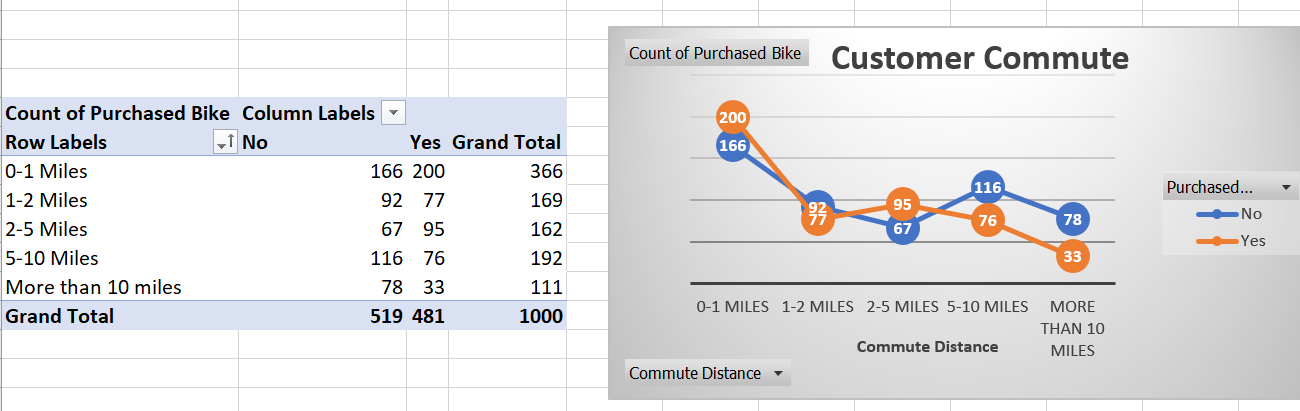 Count of Purchased Bike Column Labels
Row Labels No Yes Grand Total
0-1 Miles 166 200 366
1-2 Miles 92 77 169
2-5 Miles 67 95 162
5-10 Miles 116 76 192
More than 10 miles 78 33 111
Grand Total 519 481 1000
Count of Purchased Bike
Customer Commute
200
166
92
77
95
67
116
76
78
33
0-1 MILES 1-2 MILES 2-5 MILES 5-10 MILES MORE
THAN 10
MILES
Commute Distance
Purchased...
No
Yes
Commute Distance